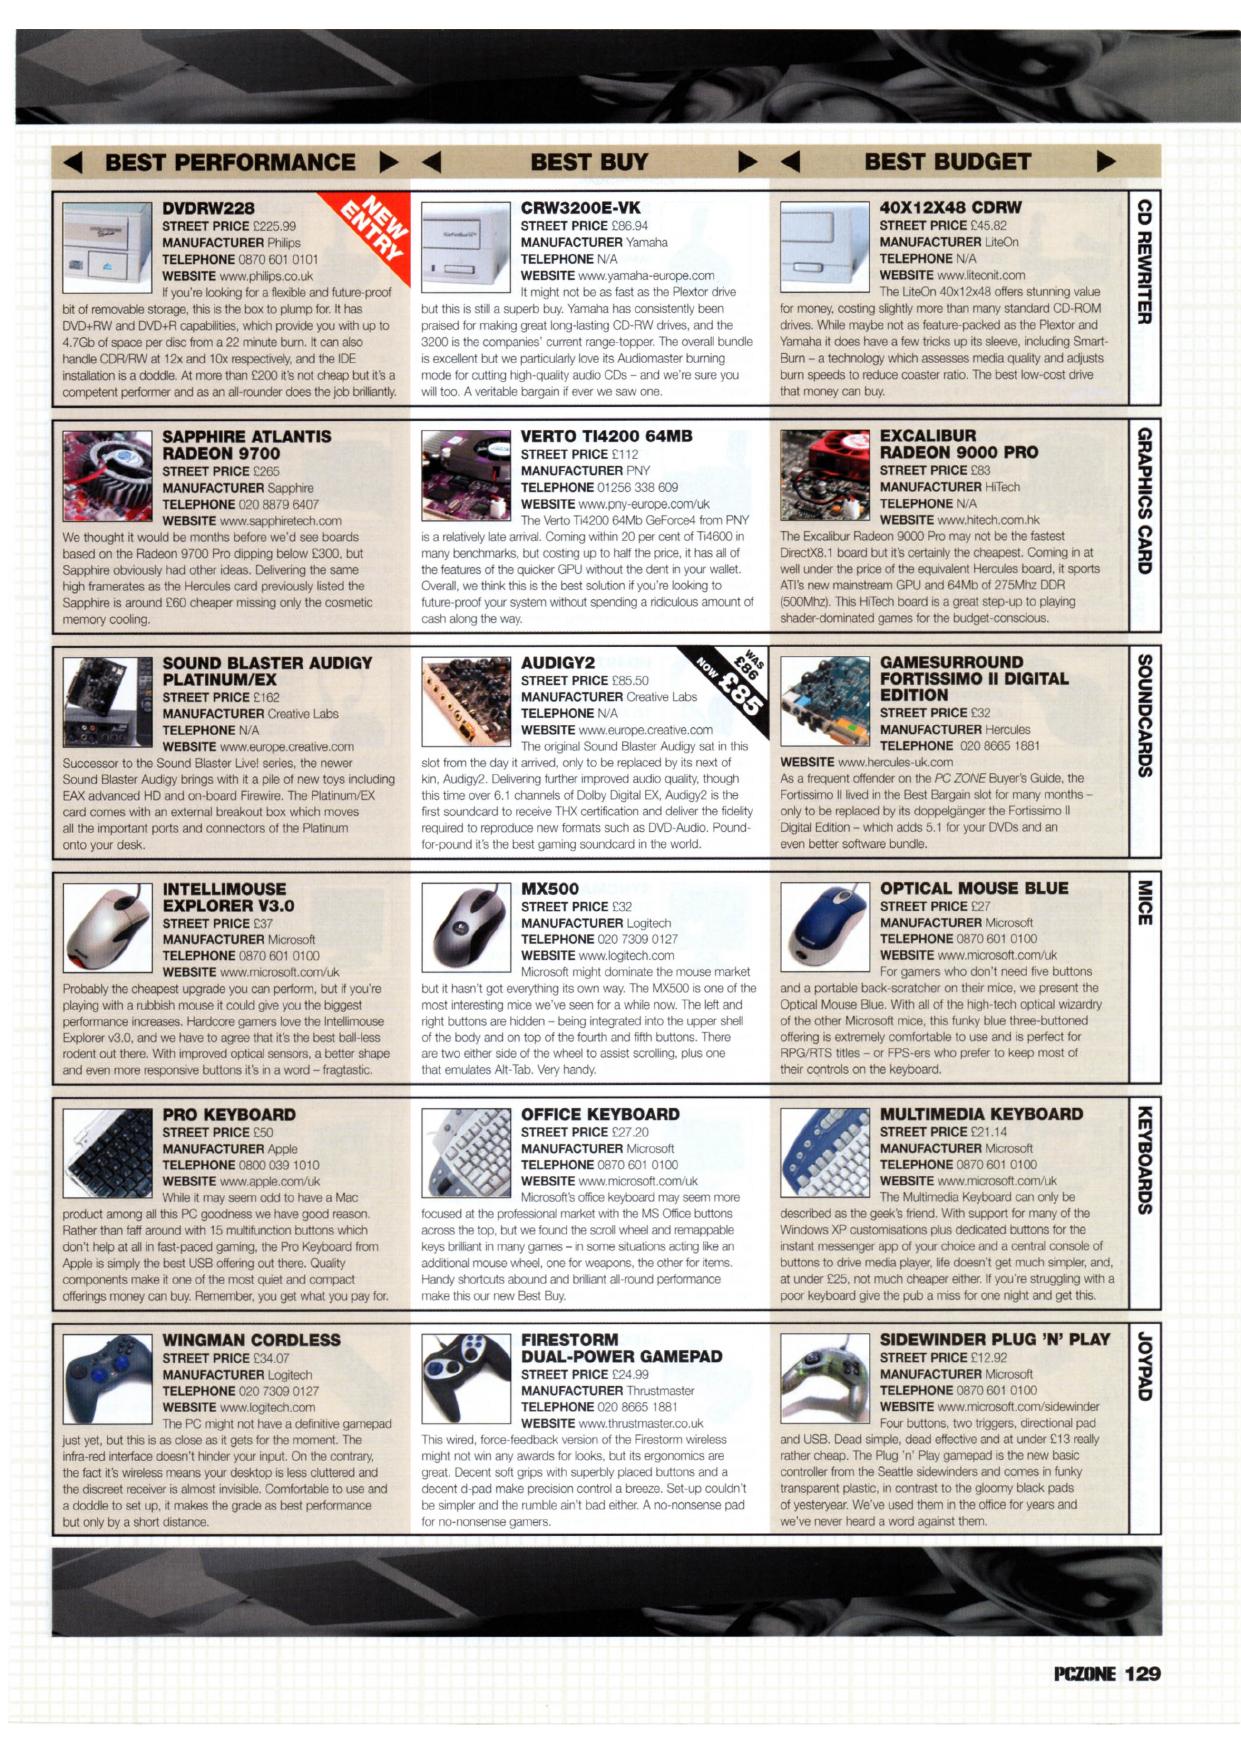 BEST PERFORMANCE
BEST BUY
BEST BUDGET
CD REWRITER
DVDRW228
STREET PRICE £225.99
MANUFACTURER Philips
TELEPHONE 0870 601 0101
WEBSITE www.philips.co.uk
NEW
ENTRY
If you're looking for a flexible and future-proof
bit of removable storage, this is the box to plump for. It has
DVD+RW and DVD+R capabilities, which provide you with up to
4.7Gb of space per disc from a 22 minute burn. It can also
handle CDR/RW at 12x and 10x respectively, and the IDE
installation is a doddle. At more than £200 it's not cheap but it's a
competent performer and as an all-rounder does the job brilliantly.
CRW3200E-VK
STREET PRICE £86.94
MANUFACTURER Yamaha
TELEPHONE N/A
WEBSITE www.yamaha-europe.com
It might not be as fast as the Plextor drive
but this is still a superb buy. Yamaha has consistently been
praised for making great long-lasting CD-RW drives, and the
3200 is the companies' current range-topper. The overall bundle
is excellent but we particularly love its Audiomaster burning
mode for cutting high-quality audio CDs – and we're sure you
will too. A veritable bargain if ever we saw one.
40X12X48 CDRW
STREET PRICE £45.82
MANUFACTURER LiteOn
TELEPHONE N/A
WEBSITE www.liteonit.com
The LiteOn 40x12x48 offers stunning value
for money, costing slightly more than many standard CD-ROM
drives. While maybe not as feature-packed as the Plextor and
Yamaha it does have a few tricks up its sleeve, including Smart-
Burn – a technology which assesses media quality and adjusts
burn speeds to reduce coaster ratio. The best low-cost drive
that money can buy.
GRAPHICS CARD
SAPPHIRE ATLANTIS
RADEON 9700
STREET PRICE £265
MANUFACTURER Sapphire
TELEPHONE 020 8879 6407
WEBSITE www.sapphiretech.com
We thought it would be months before we'd see boards
based on the Radeon 9700 Pro dipping below £300, but
Sapphire obviously had other ideas. Delivering the same
high framerates as the Hercules card previously listed the
Sapphire is around £60 cheaper missing only the cosmetic
memory cooling.
VERTO TI4200 64MB
STREET PRICE £112
MANUFACTURER PNY
TELEPHONE 01256 338 609
WEBSITE www.pny-europe.com/uk
The Verto Ti4200 64Mb GeForce4 from PNY
is a relatively late arrival. Coming within 20 per cent of Ti4600 in
many benchmarks, but costing up to half the price, it has all of
the features of the quicker GPU without the dent in your wallet.
Overall, we think this is the best solution if you're looking to
future-proof your system without spending a ridiculous amount of
cash along the way.
EXCALIBUR
RADEON 9000 PRO
STREET PRICE £83
MANUFACTURER HiTech
TELEPHONE N/A
WEBSITE www.hitech.com.hk
The Excalibur Radeon 9000 Pro may not be the fastest
DirectX8.1 board but it's certainly the cheapest. Coming in at
well under the price of the equivalent Hercules board, it sports
ATI's new mainstream GPU and 64Mb of 275Mhz DDR
(500Mhz). This HiTech board is a great step-up to playing
shader-dominated games for the budget-conscious.
SOUNDCARDS
SOUND BLASTER AUDIGY
PLATINUM/EX
STREET PRICE £162
MANUFACTURER Creative Labs
TELEPHONE N/A
WEBSITE www.europe.creative.com
Successor to the Sound Blaster Live! series, the newer
Sound Blaster Audigy brings with it a pile of new toys including
EAX advanced HD and on-board Firewire. The Platinum/EX
card comes with an external breakout box which moves
all the important ports and connectors of the Platinum
onto your desk.
AUDIGY2
STREET PRICE £85.50
MANUFACTURER Creative Labs
TELEPHONE N/A
WEBSITE www.europe.creative.com
WAS
£86
NOW £85
The original Sound Blaster Audigy sat in this
slot from the day it arrived, only to be replaced by its next of
kin, Audigy2. Delivering further improved audio quality, though
this time over 6.1 channels of Dolby Digital EX, Audigy2 is the
first soundcard to receive THX certification and deliver the fidelity
required to reproduce new formats such as DVD-Audio. Pound-
for-pound it's the best gaming soundcard in the world.
GAMESURROUND
FORTISSIMO II DIGITAL
EDITION
STREET PRICE £32
MANUFACTURER Hercules
TELEPHONE 020 8665 1881
WEBSITE www.hercules-uk.com
As a frequent offender on the PC ZONE Buyer's Guide, the
Fortissimo II lived in the Best Bargain slot for many months –
only to be replaced by its doppelgänger the Fortissimo II
Digital Edition – which adds 5.1 for your DVDs and an
even better software bundle.
MICE
INTELLIMOUSE
EXPLORER V3.0
STREET PRICE £37
MANUFACTURER Microsoft
TELEPHONE 0870 601 0100
WEBSITE www.microsoft.com/uk
Probably the cheapest upgrade you can perform, but if you're
playing with a rubbish mouse it could give you the biggest
performance increases. Hardcore gamers love the Intellimouse
Explorer v3.0, and we have to agree that it's the best ball-less
rodent out there. With improved optical sensors, a better shape
and even more responsive buttons it's in a word – fragtastic.
MX500
STREET PRICE £32
MANUFACTURER Logitech
TELEPHONE 020 7309 0127
WEBSITE www.logitech.com
Microsoft might dominate the mouse market
but it hasn't got everything its own way. The MX500 is one of the
most interesting mice we've seen for a while now. The left and
right buttons are hidden – being integrated into the upper shell
of the body and on top of the fourth and fifth buttons. There
are two either side of the wheel to assist scrolling, plus one
that emulates Alt-Tab. Very handy.
OPTICAL MOUSE BLUE
STREET PRICE £27
MANUFACTURER Microsoft
TELEPHONE 0870 601 0100
WEBSITE www.microsoft.com/uk
For gamers who don't need five buttons
and a portable back-scratcher on their mice, we present the
Optical Mouse Blue. With all of the high-tech optical wizardry
of the other Microsoft mice, this funky blue three-buttoned
offering is extremely comfortable to use and is perfect for
RPG/RTS titles – or FPS-ers who prefer to keep most of
their controls on the keyboard.
KEYBOARDS
PRO KEYBOARD
STREET PRICE £50
MANUFACTURER Apple
TELEPHONE 0800 039 1010
WEBSITE www.apple.com/uk
While it may seem odd to have a Mac
product among all this PC goodness we have good reason.
Rather than faff around with 15 multifunction buttons which
don't help at all in fast-paced gaming, the Pro Keyboard from
Apple is simply the best USB offering out there. Quality
components make it one of the most quiet and compact
offerings money can buy. Remember, you get what you pay for.
OFFICE KEYBOARD
STREET PRICE £27.20
MANUFACTURER Microsoft
TELEPHONE 0870 601 0100
WEBSITE www.microsoft.com/uk
Microsoft's office keyboard may seem more
focused at the professional market with the MS Office buttons
across the top, but we found the scroll wheel and remappable
keys brilliant in many games – in some situations acting like an
additional mouse wheel, one for weapons, the other for items.
Handy shortcuts abound and brilliant all-round performance
make this our new Best Buy.
MULTIMEDIA KEYBOARD
STREET PRICE £21.14
MANUFACTURER Microsoft
TELEPHONE 0870 601 0100
WEBSITE www.microsoft.com/uk
The Multimedia Keyboard can only be
described as the geek's friend. With support for many of the
Windows XP customisations plus dedicated buttons for the
instant messenger app of your choice and a central console of
buttons to drive media player, life doesn't get much simpler, and,
at under £25, not much cheaper either. If you're struggling with a
poor keyboard give the pub a miss for one night and get this.
JOYPAD
WINGMAN CORDLESS
STREET PRICE £34.07
MANUFACTURER Logitech
TELEPHONE 020 7309 0127
WEBSITE www.logitech.com
The PC might not have a definitive gamepad
just yet, but this is as close as it gets for the moment. The
infra-red interface doesn't hinder your input. On the contrary,
the fact it's wireless means your desktop is less cluttered and
the discreet receiver is almost invisible. Comfortable to use and
a doddle to set up, it makes the grade as best performance
but only by a short distance.
FIRESTORM
DUAL-POWER GAMEPAD
STREET PRICE £24.99
MANUFACTURER Thrustmaster
TELEPHONE 020 8665 1881
WEBSITE www.thrustmaster.co.uk
This wired, force-feedback version of the Firestorm wireless
might not win any awards for looks, but its ergonomics are
great. Decent soft grips with superbly placed buttons and a
decent d-pad make precision control a breeze. Set-up couldn't
be simpler and the rumble ain't bad either. A no-nonsense pad
for no-nonsense gamers.
SIDEWINDER PLUG 'N' PLAY
STREET PRICE £12.92
MANUFACTURER Microsoft
TELEPHONE 0870 601 0100
WEBSITE www.microsoft.com/sidewinder
Four buttons, two triggers, directional pad
and USB. Dead simple, dead effective and at under £13 really
rather cheap. The Plug 'n' Play gamepad is the new basic
controller from the Seattle sidewinders and comes in funky
transparent plastic, in contrast to the gloomy black pads
of yesteryear. We've used them in the office for years and
we've never heard a word against them.
PCZONE 129